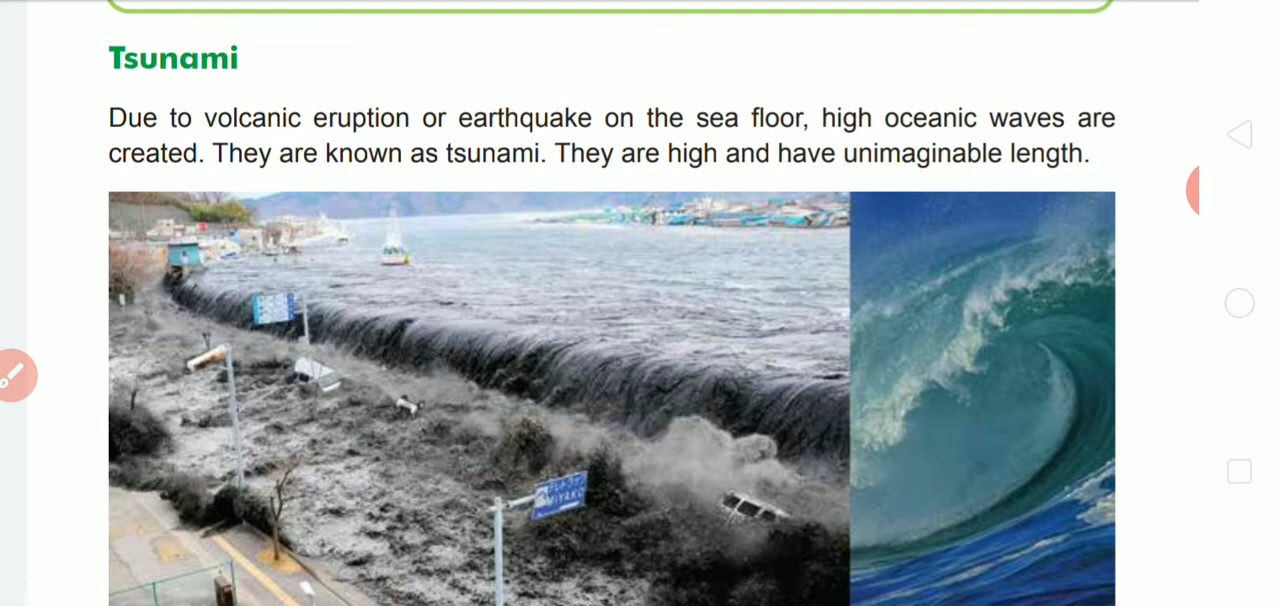 Tsunami
Due to volcanic eruption or earthquake on the sea floor, high oceanic waves are
created. They are known as tsunami. They are high and have unimaginable length.
MIYAKO